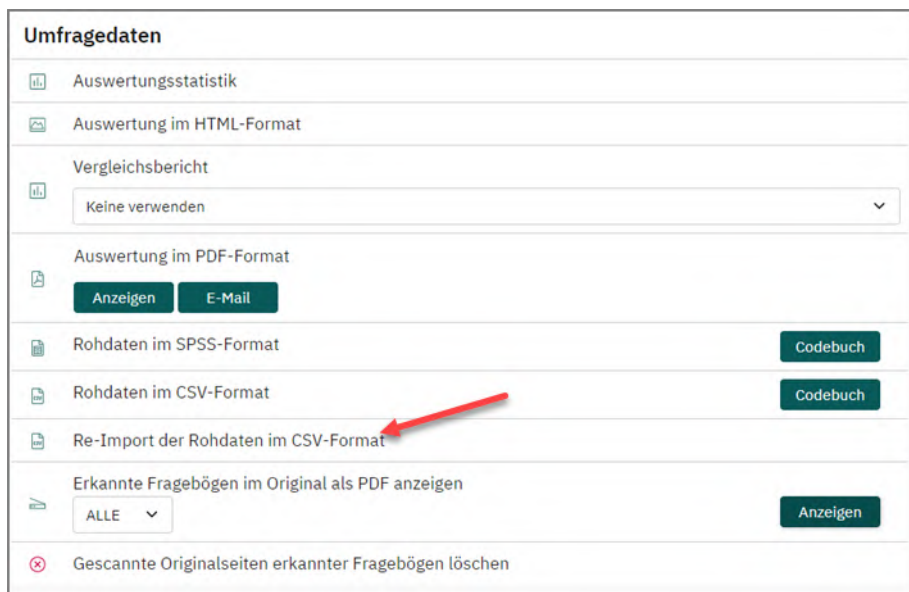 Umfragedaten
Auswertungsstatistik
Auswertung im HTML-Format
Vergleichsbericht
Keine verwenden
Auswertung im PDF-Format
Anzeigen E-Mail
Rohdaten im SPSS-Format Codebuch
Rohdaten im CSV-Format Codebuch
Re-Import der Rohdaten im CSV-Format
Erkannte Fragebögen im Original als PDF anzeigen
ALLE Anzeigen
Gescannte Originalseiten erkannter Fragebögen löschen